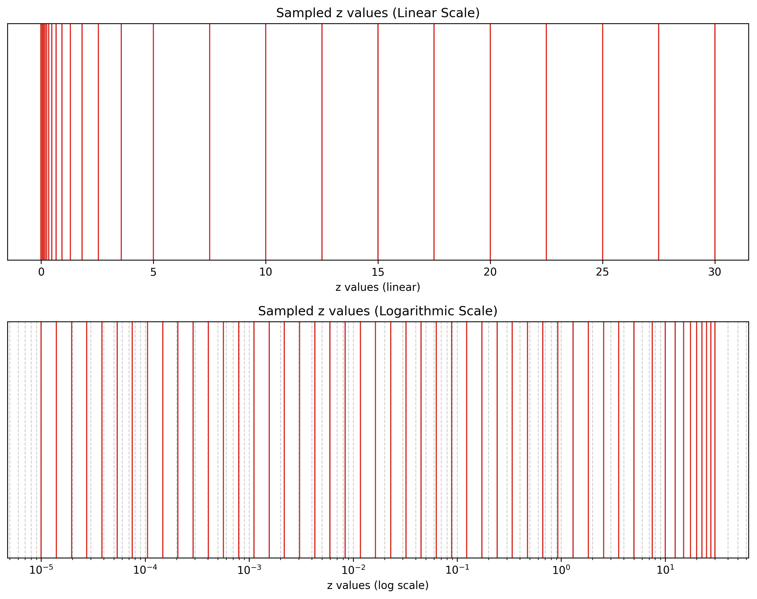 Sampled z values (Linear Scale)
0 5 10 15 20 25 30
z values (linear)
Sampled z values (Logarithmic Scale)
10⁻⁵ 10⁻⁴ 10⁻³ 10⁻² 10⁻¹ 10⁰ 10¹
z values (log scale)